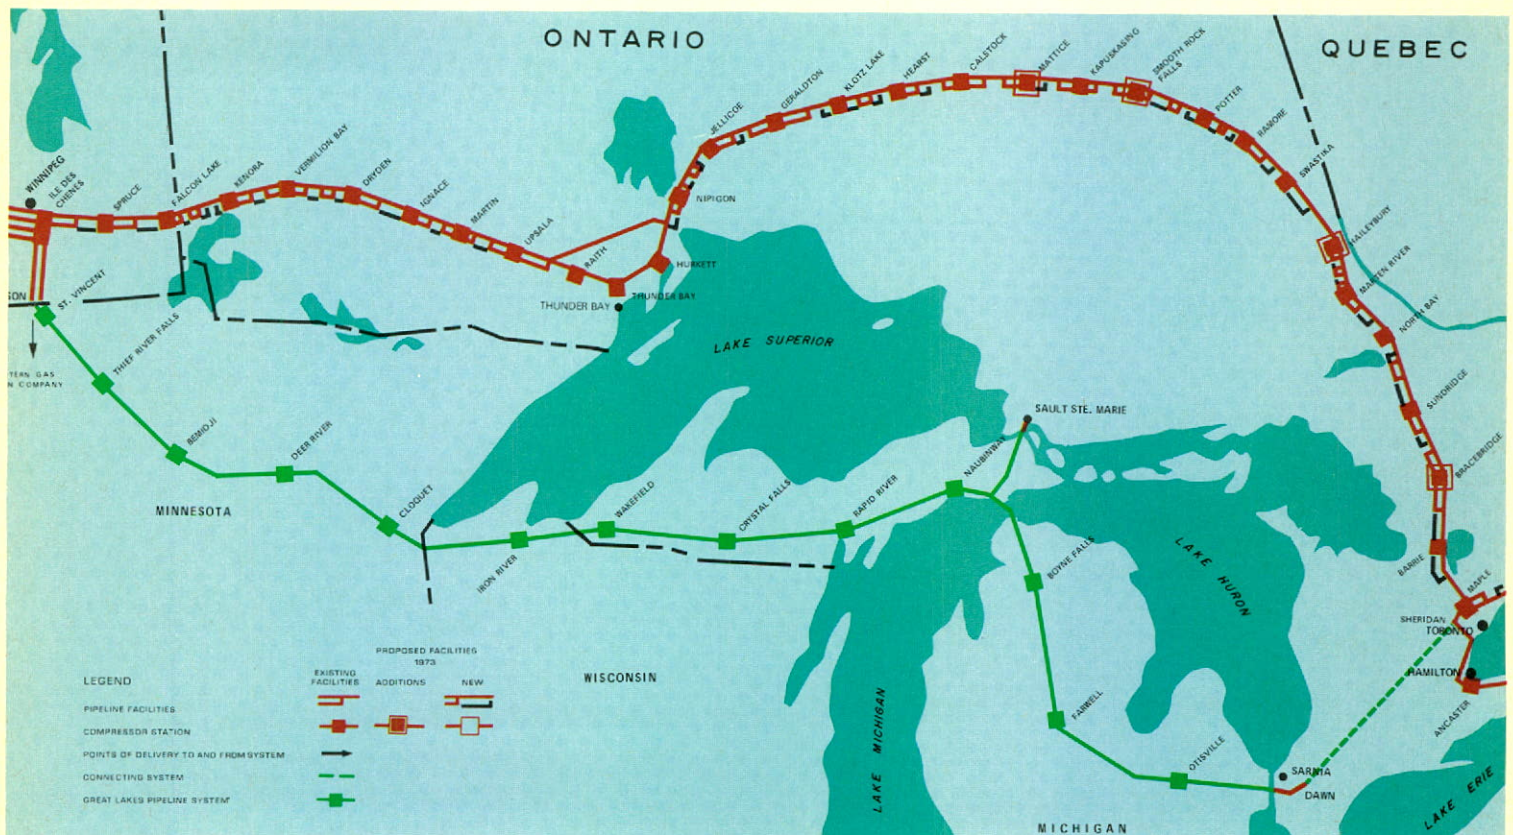 ONTARIO
QUEBEC
WINNIPEG
ILE DES
CHENES
SPRUCE
FALCON LAKE
KENORA
VERMILION BAY
DRYDEN
IGNACE
MARTIN
UPSALA
RAITH
THUNDER BAY
THUNDER BAY
HURKETT
NIPIGON
JELLICOE
GERALDTON
KLOTZ LAKE
HEARST
CALSTOCK
MATTICE
KAPUSKASING
SMOOTH ROCK
FALLS
POTTER
RAMORE
SWASTIKA
HAILEYBURY
MARTEN RIVER
NORTH BAY
SUNDRIDGE
BRACEBRIDGE
BARRIE
MAPLE
SHERIDAN
TORONTO
HAMILTON
ANCASTER
SON
ST. VINCENT
TERN GAS
N COMPANY
THIEF RIVER FALLS
BEMIDJI
DEER RIVER
CLOQUET
IRON RIVER
WAKEFIELD
CRYSTAL FALLS
RAPID RIVER
NAUBINWAY
SAULT STE. MARIE
BOYNE FALLS
FARWELL
OTISVILLE
SARNIA
DAWN
LAKE SUPERIOR
LAKE HURON
LAKE MICHIGAN
LAKE ERIE
MINNESOTA
WISCONSIN
MICHIGAN
PROPOSED FACILITIES
1973
LEGEND
EXISTING
FACILITIES
ADDITIONS
NEW
PIPELINE FACILITIES
COMPRESSOR STATION
POINTS OF DELIVERY TO AND FROM SYSTEM
CONNECTING SYSTEM
GREAT LAKES PIPELINE SYSTEM